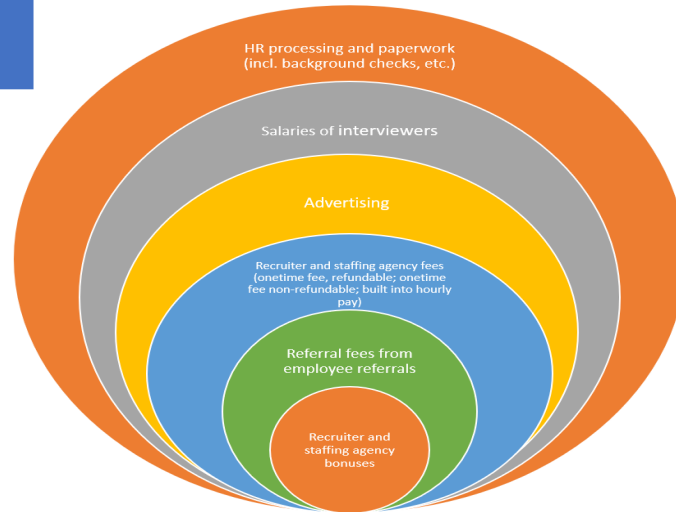 HR processing and paperwork
(incl. background checks, etc.)
Salaries of interviewers
Advertising
Recruiter and staffing agency fees
(onetime fee, refundable; onetime
fee non-refundable; built into hourly
pay)
Referral fees from
employee referrals
Recruiter and
staffing agency
bonuses